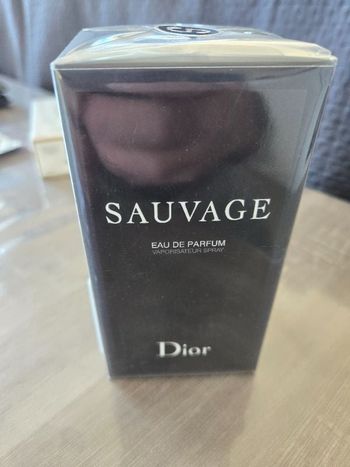 SAUVAGE
EAU DE PARFUM
VAPORISATEUR SPRAY
Dior